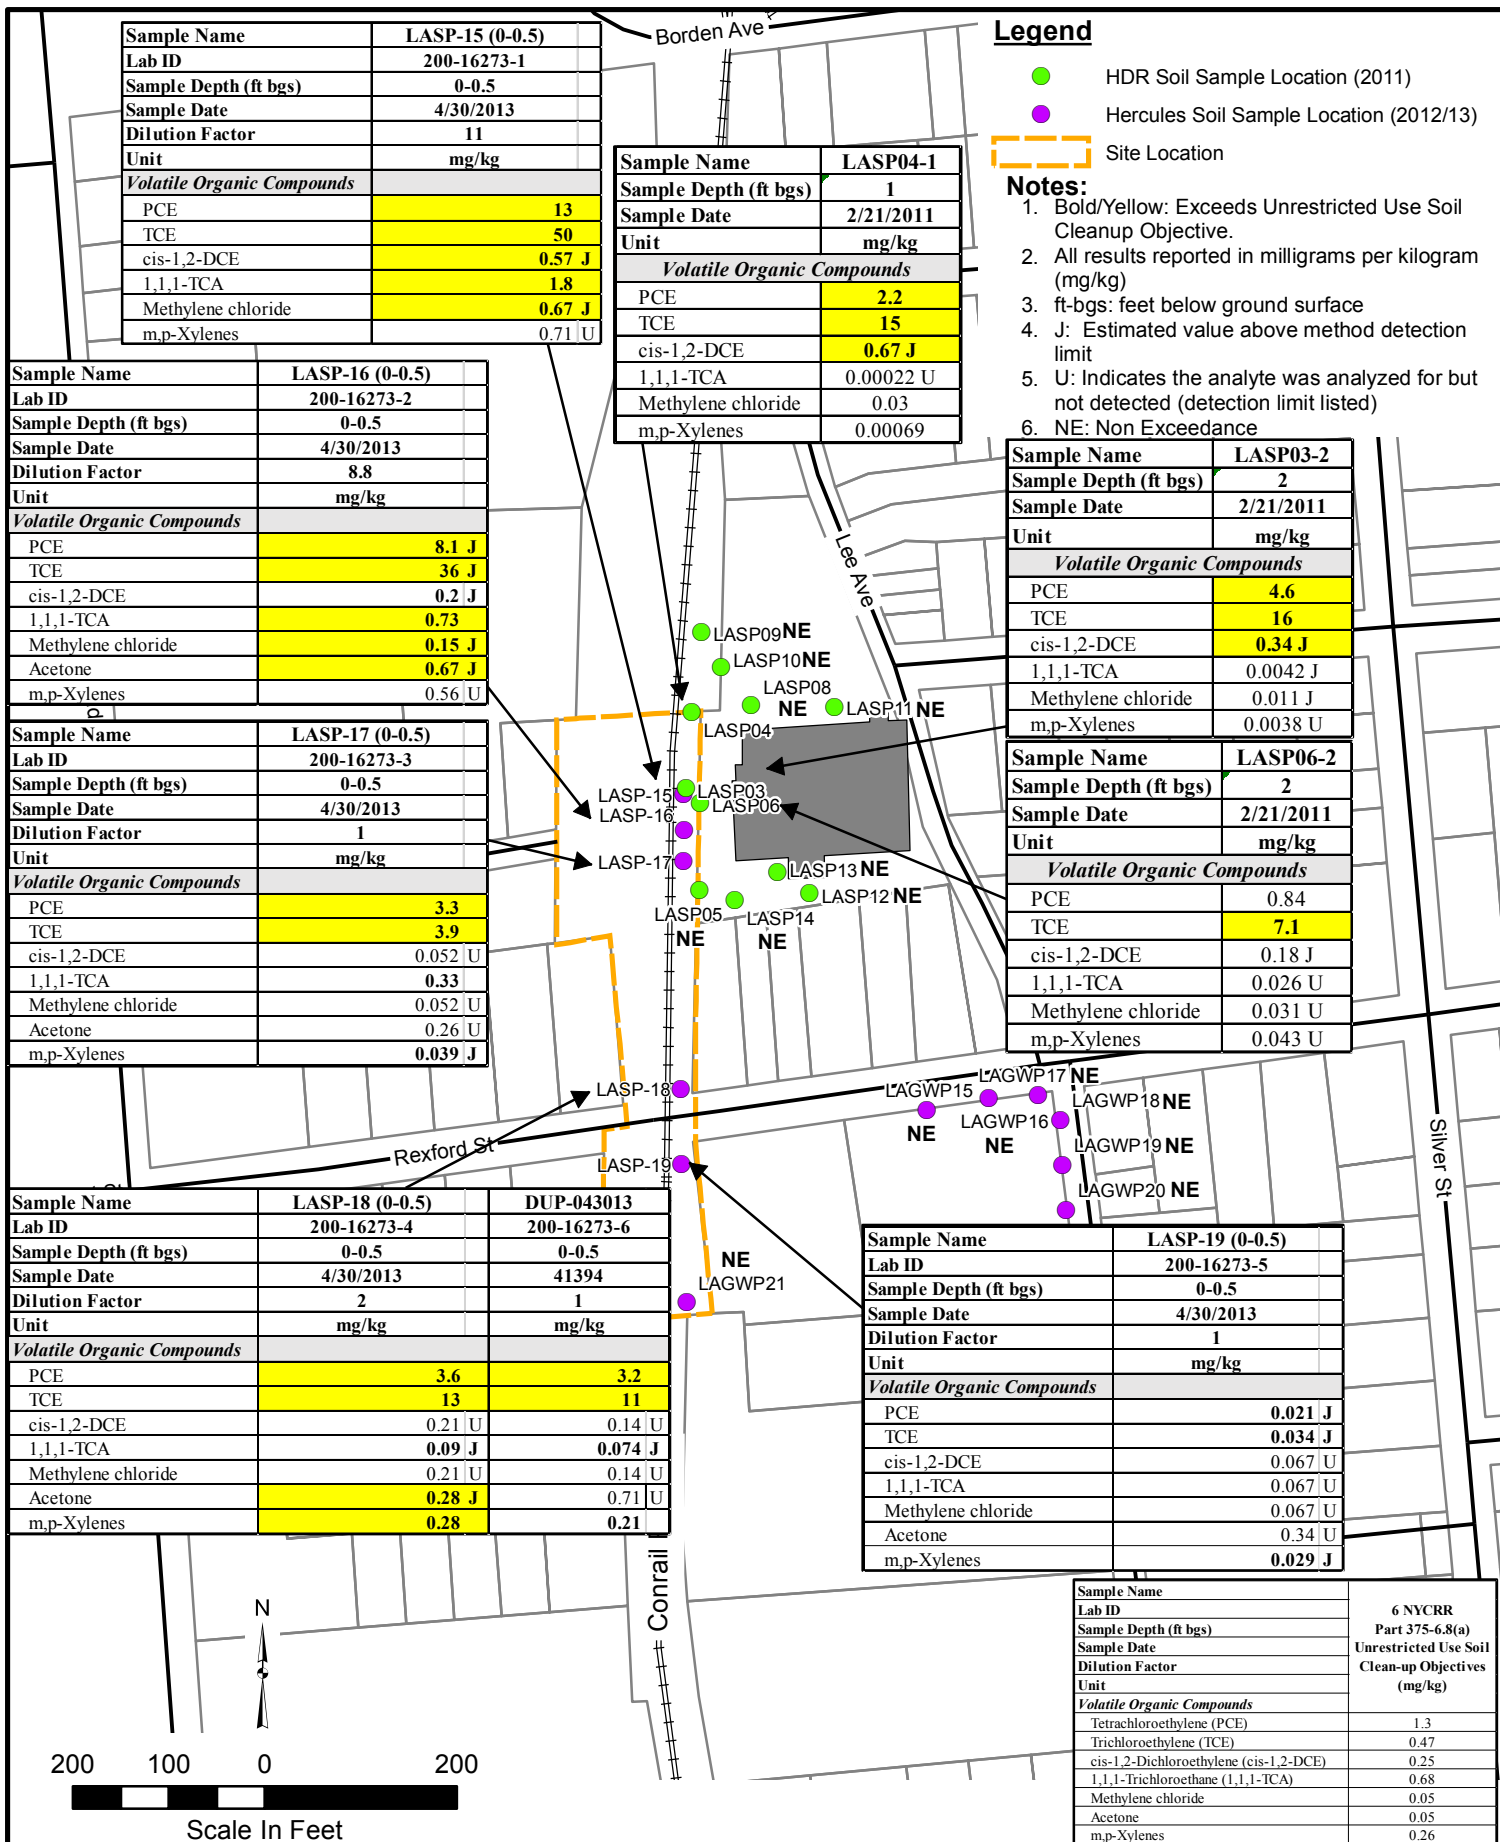 Borden Ave
Sample Name LASP-15 (0-0.5)
Lab ID 200-16273-1
Sample Depth (ft bgs) 0-0.5
Sample Date 4/30/2013
Dilution Factor 11
Unit mg/kg
Volatile Organic Compounds
PCE 13
TCE 50
cis-1,2-DCE 0.57 J
1,1,1-TCA 1.8
Methylene chloride 0.67 J
m,p-Xylenes 0.71 U
Sample Name LASP04-1
Sample Depth (ft bgs) 1
Sample Date 2/21/2011
Unit mg/kg
Volatile Organic Compounds
PCE 2.2
TCE 15
cis-1,2-DCE 0.67 J
1,1,1-TCA 0.00022 U
Methylene chloride 0.03
m,p-Xylenes 0.00069
Legend
HDR Soil Sample Location (2011)
Hercules Soil Sample Location (2012/13)
Site Location
Notes:
1. Bold/Yellow: Exceeds Unrestricted Use Soil
Cleanup Objective.
2. All results reported in milligrams per kilogram
(mg/kg)
3. ft-bgs: feet below ground surface
4. J: Estimated value above method detection
limit
5. U: Indicates the analyte was analyzed for but
not detected (detection limit listed)
6. NE: Non Exceedance
Sample Name LASP-16 (0-0.5)
Lab ID 200-16273-2
Sample Depth (ft bgs) 0-0.5
Sample Date 4/30/2013
Dilution Factor 8.8
Unit mg/kg
Volatile Organic Compounds
PCE 8.1 J
TCE 36 J
cis-1,2-DCE 0.2 J
1,1,1-TCA 0.73
Methylene chloride 0.15 J
Acetone 0.67 J
m,p-Xylenes 0.56 U
Sample Name LASP03-2
Sample Depth (ft bgs) 2
Sample Date 2/21/2011
Unit mg/kg
Volatile Organic Compounds
PCE 4.6
TCE 16
cis-1,2-DCE 0.34 J
1,1,1-TCA 0.0042 J
Methylene chloride 0.011 J
m,p-Xylenes 0.0038 U
Lee Ave
LASP09 NE
LASP10 NE
LASP08
NE
LASP11 NE
LASP04
LASP-15
LASP03
LASP-16
LASP06
LASP-17
LASP13 NE
LASP12 NE
LASP05
NE
LASP14
NE
Sample Name LASP-17 (0-0.5)
Lab ID 200-16273-3
Sample Depth (ft bgs) 0-0.5
Sample Date 4/30/2013
Dilution Factor 1
Unit mg/kg
Volatile Organic Compounds
PCE 3.3
TCE 3.9
cis-1,2-DCE 0.052 U
1,1,1-TCA 0.33
Methylene chloride 0.052 U
Acetone 0.26 U
m,p-Xylenes 0.039 J
Sample Name LASP06-2
Sample Depth (ft bgs) 2
Sample Date 2/21/2011
Unit mg/kg
Volatile Organic Compounds
PCE 0.84
TCE 7.1
cis-1,2-DCE 0.18 J
1,1,1-TCA 0.026 U
Methylene chloride 0.031 U
m,p-Xylenes 0.043 U
LASP-18
LASP-19
Rexford St
LAGWP15
NE
LAGWP17 NE
LAGWP16
NE
LAGWP18 NE
LAGWP19 NE
LAGWP20 NE
Silver St
NE
LAGWP21
Sample Name LASP-18 (0-0.5) DUP-043013
Lab ID 200-16273-4 200-16273-6
Sample Depth (ft bgs) 0-0.5 0-0.5
Sample Date 4/30/2013 41394
Dilution Factor 2 1
Unit mg/kg mg/kg
Volatile Organic Compounds
PCE 3.6 3.2
TCE 13 11
cis-1,2-DCE 0.21 U 0.14 U
1,1,1-TCA 0.09 J 0.074 J
Methylene chloride 0.21 U 0.14 U
Acetone 0.28 J 0.71 U
m,p-Xylenes 0.28 0.21
Sample Name LASP-19 (0-0.5)
Lab ID 200-16273-5
Sample Depth (ft bgs) 0-0.5
Sample Date 4/30/2013
Dilution Factor 1
Unit mg/kg
Volatile Organic Compounds
PCE 0.021 J
TCE 0.034 J
cis-1,2-DCE 0.067 U
1,1,1-TCA 0.067 U
Methylene chloride 0.067 U
Acetone 0.34 U
m,p-Xylenes 0.029 J
Conrail
Sample Name
Lab ID 6 NYCRR
Sample Depth (ft bgs) Part 375-6.8(a)
Sample Date Unrestricted Use Soil
Dilution Factor Clean-up Objectives
Unit (mg/kg)
Volatile Organic Compounds
Tetrachloroethylene (PCE) 1.3
Trichloroethylene (TCE) 0.47
cis-1,2-Dichloroethylene (cis-1,2-DCE) 0.25
1,1,1-Trichloroethane (1,1,1-TCA) 0.68
Methylene chloride 0.05
Acetone 0.05
m,p-Xylenes 0.26
N
200 100 0 200
Scale In Feet